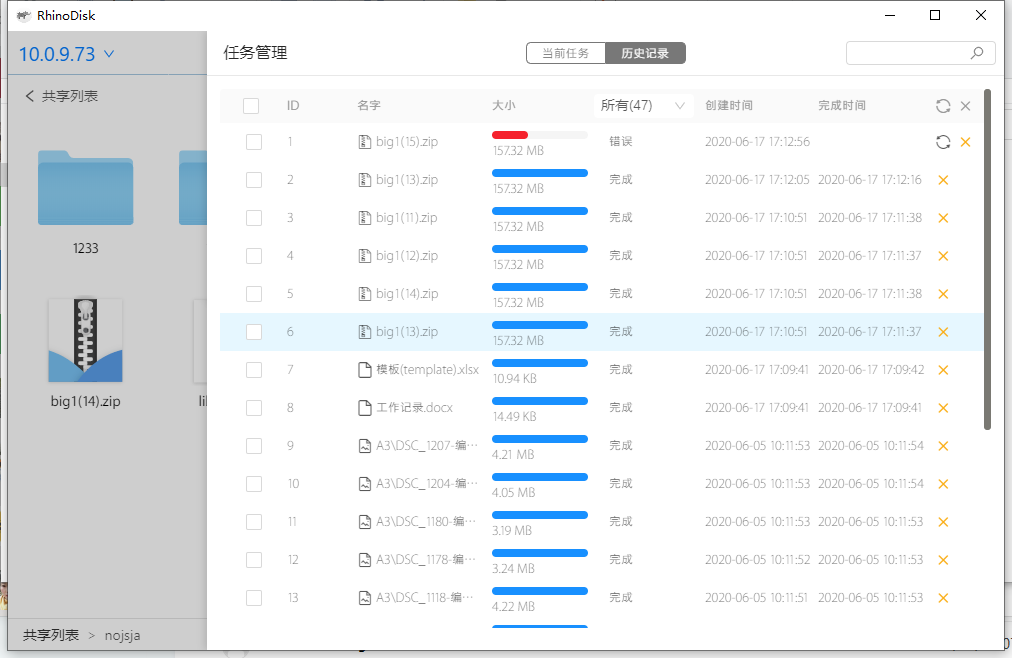 RhinoDisk
10.0.9.73
共享列表
1233
big1(14).zip
共享列表 > nojsja
任务管理
当前任务 历史记录
ID 名字 大小 所有(47) 创建时间 完成时间
1 big1(15).zip 157.32 MB 错误 2020-06-17 17:12:56
2 big1(13).zip 157.32 MB 完成 2020-06-17 17:12:05 2020-06-17 17:12:16
3 big1(11).zip 157.32 MB 完成 2020-06-17 17:10:51 2020-06-17 17:11:38
4 big1(12).zip 157.32 MB 完成 2020-06-17 17:10:51 2020-06-17 17:11:37
5 big1(14).zip 157.32 MB 完成 2020-06-17 17:10:51 2020-06-17 17:11:38
6 big1(13).zip 157.32 MB 完成 2020-06-17 17:10:51 2020-06-17 17:11:37
7 模板(template).xlsx 10.94 KB 完成 2020-06-17 17:09:41 2020-06-17 17:09:42
8 工作记录.docx 14.49 KB 完成 2020-06-17 17:09:41 2020-06-17 17:09:41
9 A3\DSC_1207-编… 4.21 MB 完成 2020-06-05 10:11:53 2020-06-05 10:11:54
10 A3\DSC_1204-编… 4.05 MB 完成 2020-06-05 10:11:53 2020-06-05 10:11:54
11 A3\DSC_1180-编… 3.19 MB 完成 2020-06-05 10:11:53 2020-06-05 10:11:53
12 A3\DSC_1178-编… 3.24 MB 完成 2020-06-05 10:11:52 2020-06-05 10:11:53
13 A3\DSC_1118-编… 4.22 MB 完成 2020-06-05 10:11:51 2020-06-05 10:11:53